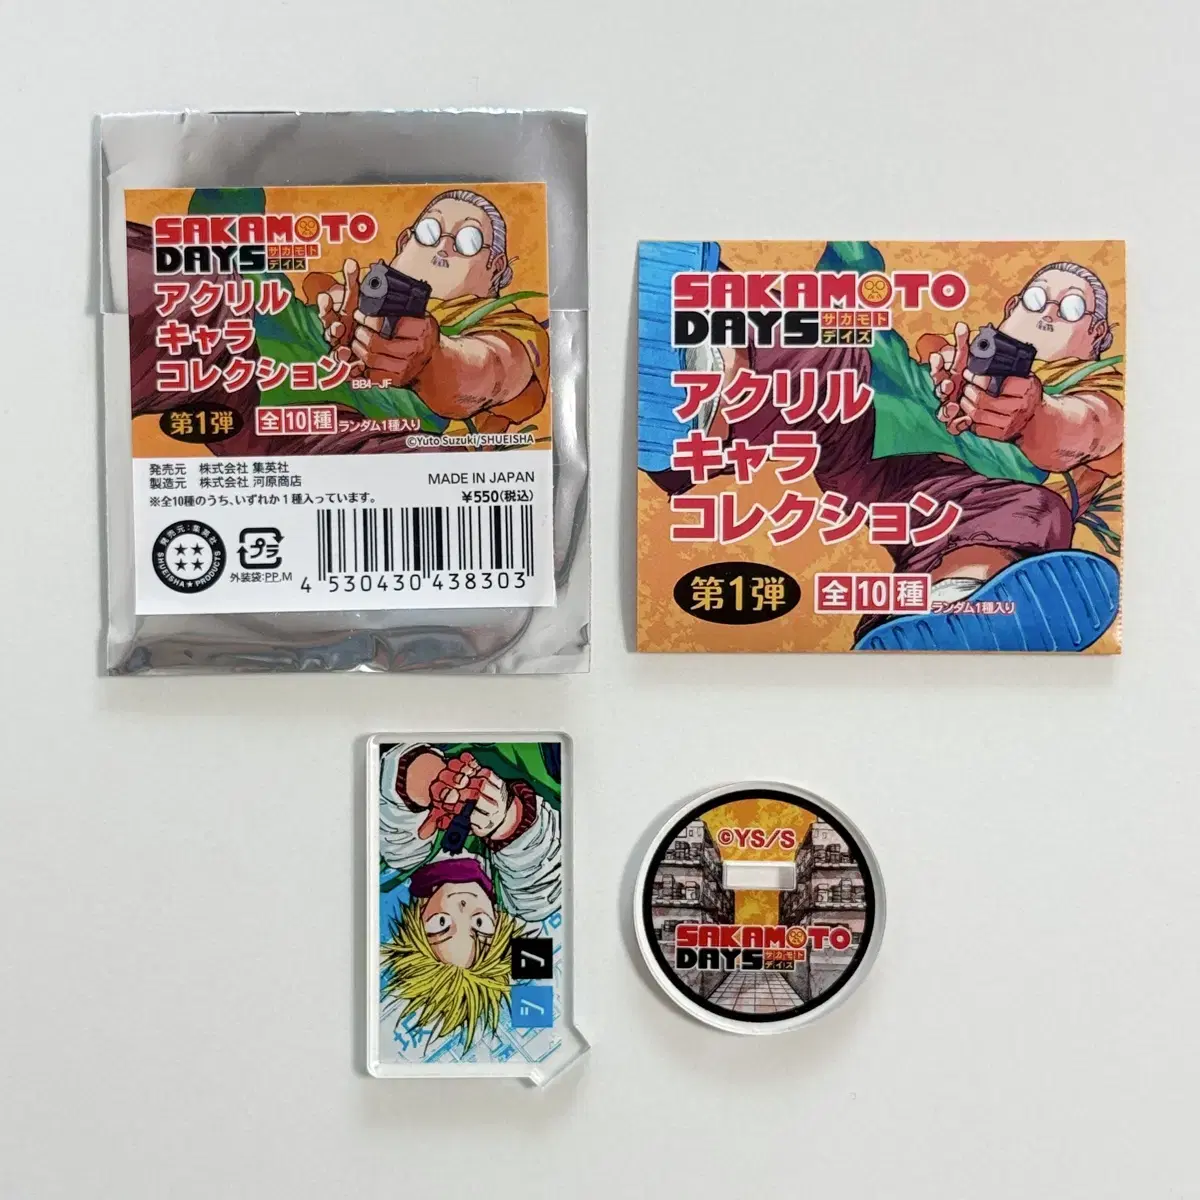 SAKAMOTO
DAYS サカモト
デイズ
アクリル
キャラ
コレクション BB4-JF
第1弾 全10種 ランダム1種入り
©Yuto Suzuki/SHUEISHA
発売元 株式会社 集英社
製造元 株式会社 河原商店
MADE IN JAPAN
※全10種のうち、いずれか1種入っています。
¥550(税込)
発売元:集英社
SHUEISHA★PRODUCTS
プラ
外装袋:PP,M
4 530430 438303
SAKAMOTO
DAYS サカモト
デイズ
アクリル
キャラ
コレクション
第1弾 全10種 ランダム1種入り
シン
坂
©YS/S
SAKAMOTO
DAYS サカモト
デイズ